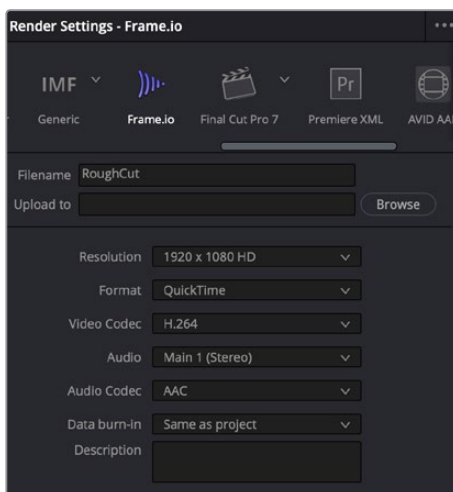 Render Settings - Frame.io
IMF
Pr
Generic
Frame.io
Final Cut Pro 7
Premiere XML
AVID AA
Filename RoughCut
Upload to
Browse
Resolution 1920 x 1080 HD
Format QuickTime
Video Codec H.264
Audio Main 1 (Stereo)
Audio Codec AAC
Data burn-in Same as project
Description